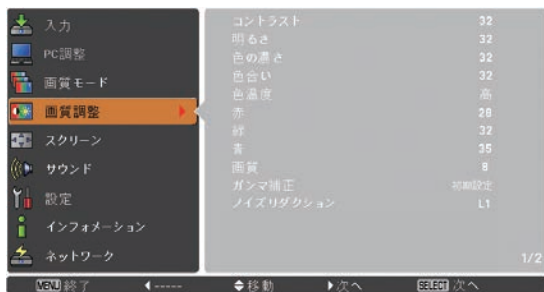 入力
PC調整
画質モード
画質調整
スクリーン
サウンド
設定
インフォメーション
ネットワーク
コントラスト 32
明るさ 32
色の濃さ 32
色合い 32
色温度 高
赤 28
緑 32
青 35
画質 8
ガンマ補正 初期設定
ノイズリダクション L1
1/2
MENU 終了 ◀----- 移動 ▶次へ SELECT 次へ